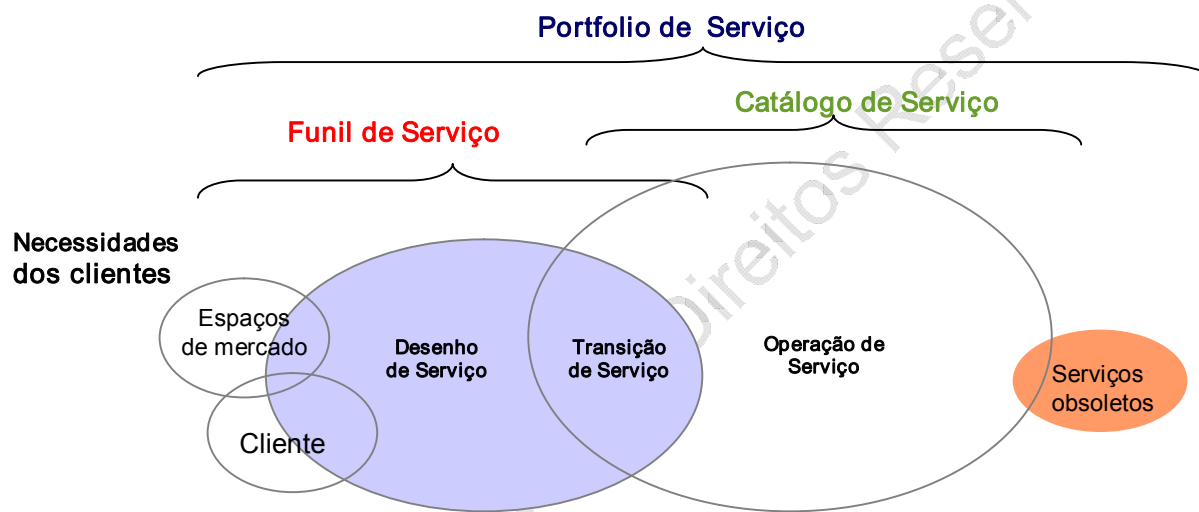 Portfolio de Serviço
Catálogo de Serviço
Funil de Serviço
Necessidades
dos clientes
Espaços
de mercado
Cliente
Desenho
de Serviço
Transição
de Serviço
Operação de
Serviço
Serviços
obsoletos
Direitos